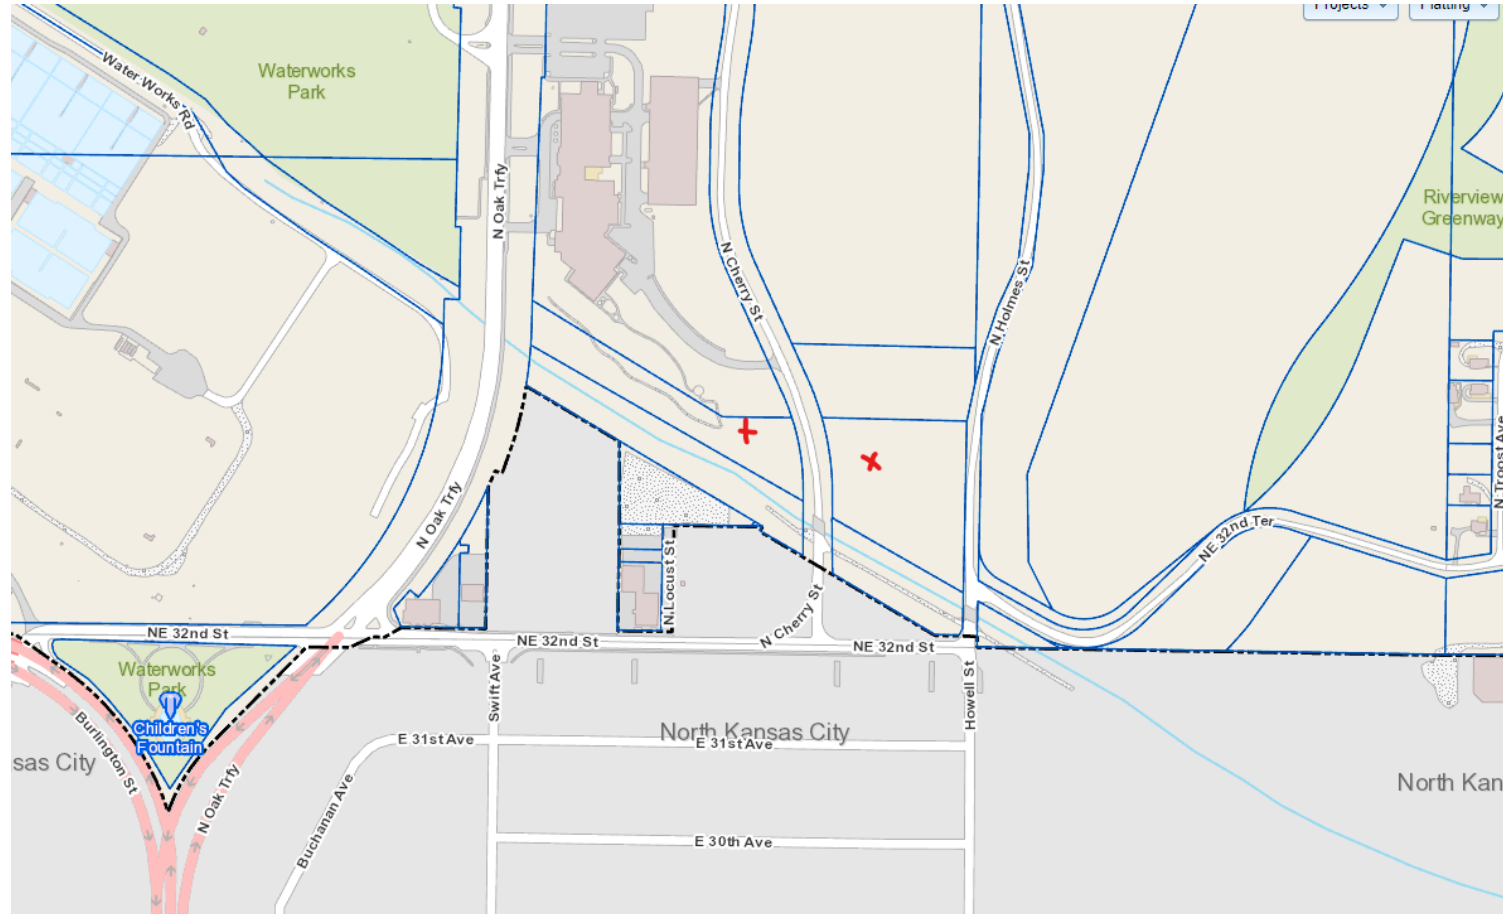 Projects
Platting
Waterworks
Park
Water Works Rd
N Oak Trfy
N Cherry St
N Holmes St
Riverview
Greenway
N Troost Ave
N Oak Trfy
NE 32nd Ter
N Locust St
N Cherry St
NE 32nd St
NE 32nd St
NE 32nd St
Waterworks
Park
Children's
Fountain
Swift Ave
Howell St
Burlington St
N Oak Trfy
sas City
E 31st Ave
North Kansas City
E 31st Ave
North Kan
Buchanan Ave
E 30th Ave